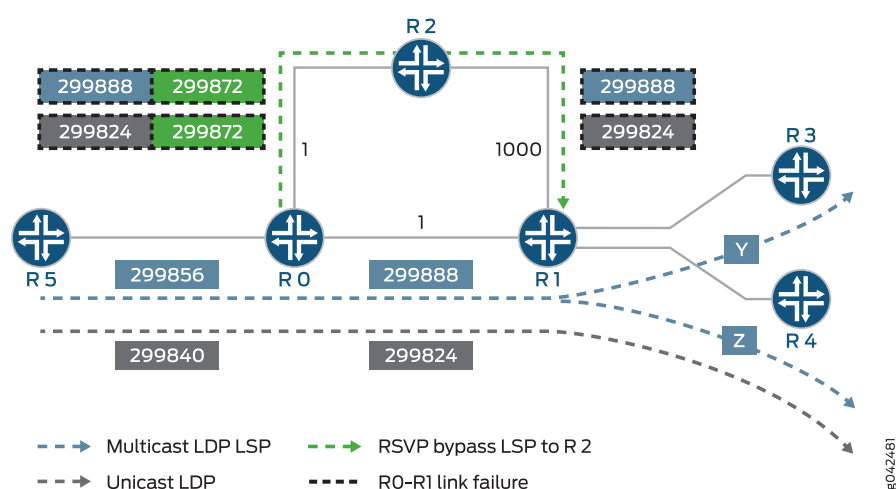 R 2
299888 299872 299888
299824 299872 299824
1 1000 R 3
1
R 5 R 0 R 1 Y
299856 299888
R 4
Z
299840 299824
Multicast LDP LSP RSVP bypass LSP to R 2
Unicast LDP R0-R1 link failure
g042481